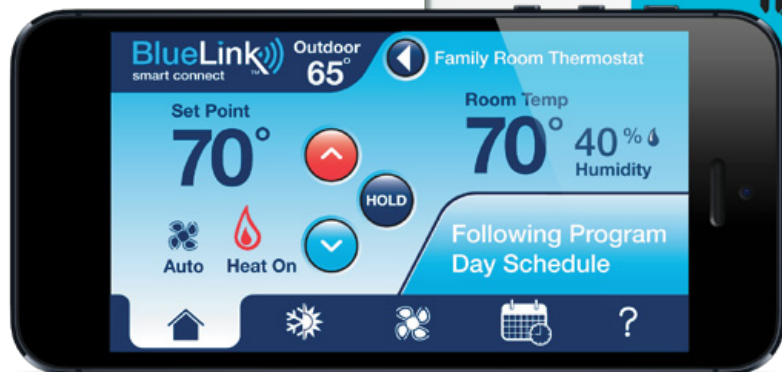 BlueLink™
smart connect
Outdoor
65°
Family Room Thermostat
Set Point
70°
Room Temp
70°
40%
Humidity
HOLD
Auto
Heat On
Following Program
Day Schedule
?